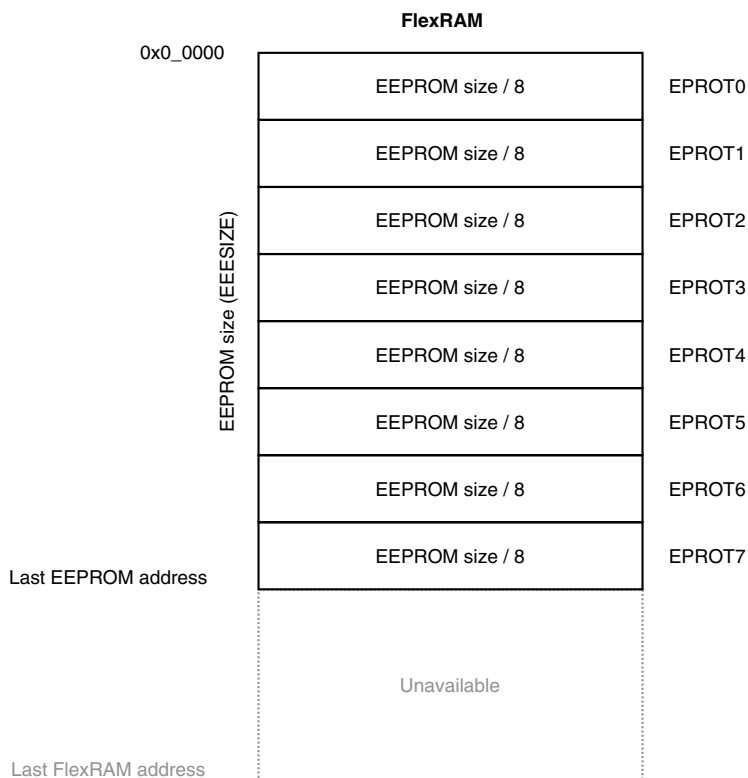 FlexRAM
0x0_0000
EEPROM size / 8 EPROT0
EEPROM size / 8 EPROT1
EEPROM size / 8 EPROT2
EEPROM size / 8 EPROT3
EEPROM size (EEESIZE)
EEPROM size / 8 EPROT4
EEPROM size / 8 EPROT5
EEPROM size / 8 EPROT6
EEPROM size / 8 EPROT7
Last EEPROM address
Unavailable
Last FlexRAM address